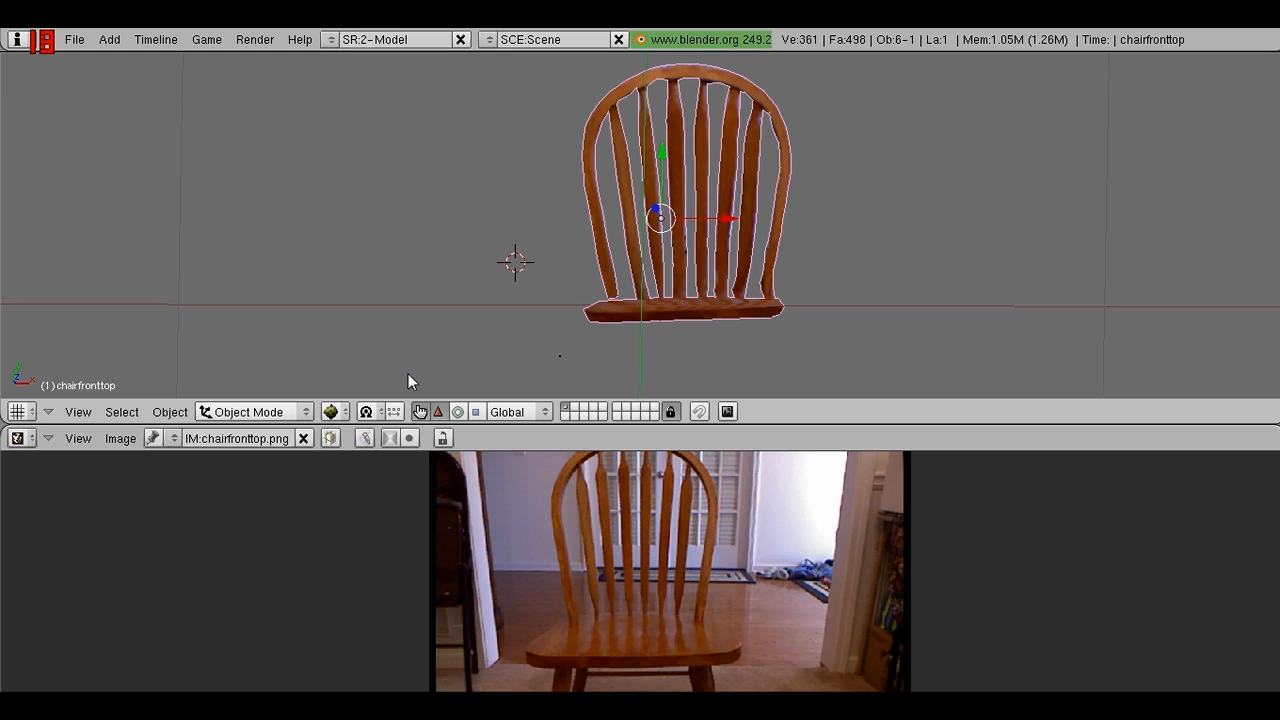 18 File Add Timeline Game Render Help SR:2-Model SCE:Scene www.blender.org 249.2 Ve:361 | Fa:498 | Ob:6-1 | La:1 | Mem:1.05M (1.26M) | Time: | chairfronttop
(1) chairfronttop
View Select Object Object Mode Global
View Image IM:chairfronttop.png